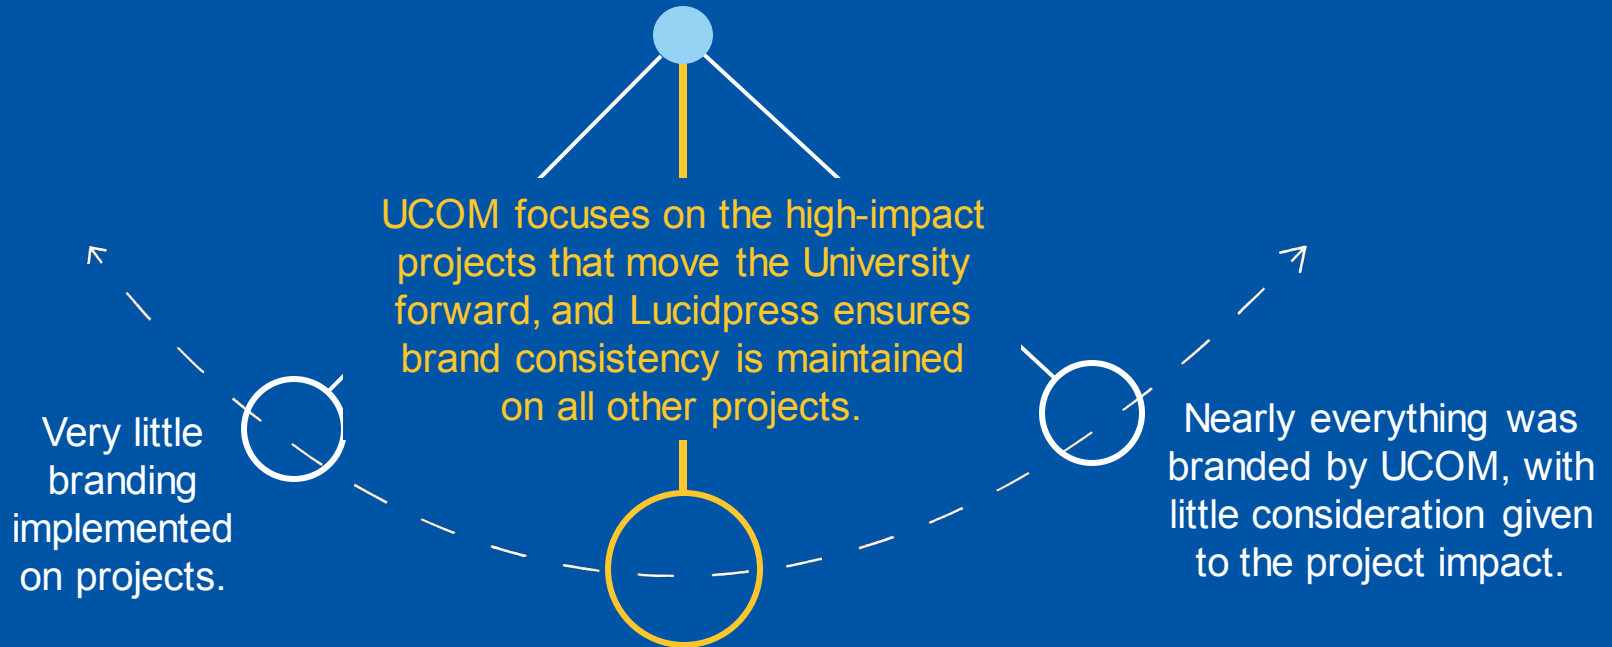 UCOM focuses on the high-impact
projects that move the University
forward, and Lucidpress ensures
brand consistency is maintained
on all other projects.
Very little
branding
implemented
on projects.
Nearly everything was
branded by UCOM, with
little consideration given
to the project impact.